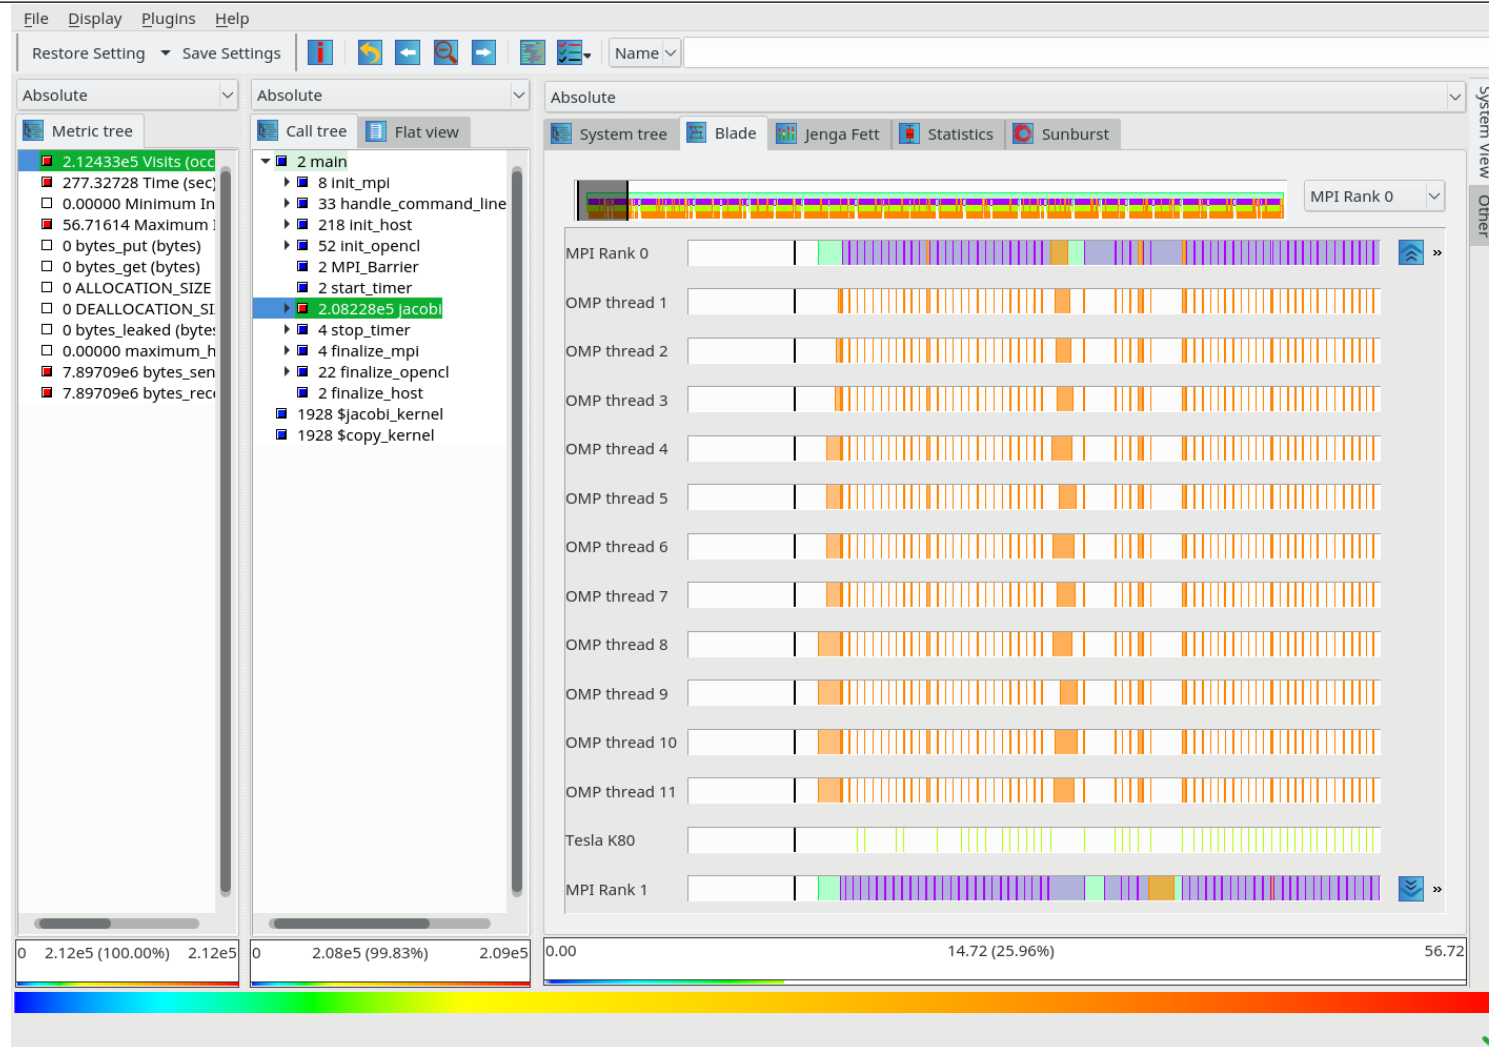 File Display Plugins Help
Restore Setting Save Settings Name
Absolute
Metric tree
2.12433e5 Visits (occ
277.32728 Time (sec)
0.00000 Minimum In
56.71614 Maximum I
0 bytes_put (bytes)
0 bytes_get (bytes)
0 ALLOCATION_SIZE
0 DEALLOCATION_SI
0 bytes_leaked (bytes
0.00000 maximum_h
7.89709e6 bytes_sen
7.89709e6 bytes_rece
0 2.12e5 (100.00%) 2.12e5
Absolute
Call tree Flat view
2 main
8 init_mpi
33 handle_command_line
218 init_host
52 init_opencl
2 MPI_Barrier
2 start_timer
2.08228e5 jacobi
4 stop_timer
4 finalize_mpi
22 finalize_opencl
2 finalize_host
1928 $jacobi_kernel
1928 $copy_kernel
0 2.08e5 (99.83%) 2.09e5
Absolute
System tree Blade Jenga Fett Statistics Sunburst
MPI Rank 0
MPI Rank 0 »
OMP thread 1
OMP thread 2
OMP thread 3
OMP thread 4
OMP thread 5
OMP thread 6
OMP thread 7
OMP thread 8
OMP thread 9
OMP thread 10
OMP thread 11
Tesla K80
MPI Rank 1 »
0.00 14.72 (25.96%) 56.72
System View
Other